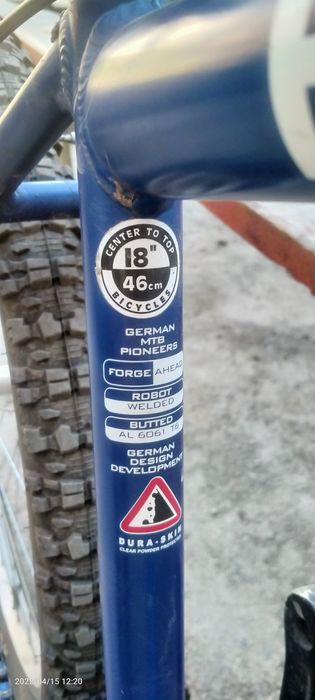 CENTER TO TOP
18"
46cm
BICYCLES
GERMAN
MTB
PIONEERS
FORGE AHEAD
ROBOT
WELDED
BUTTED
AL 6061 T6
GERMAN
DESIGN
DEVELOPMENT
DURA-SKIN
CLEAR POWDER PROTECTION
2022/04/15 12:20